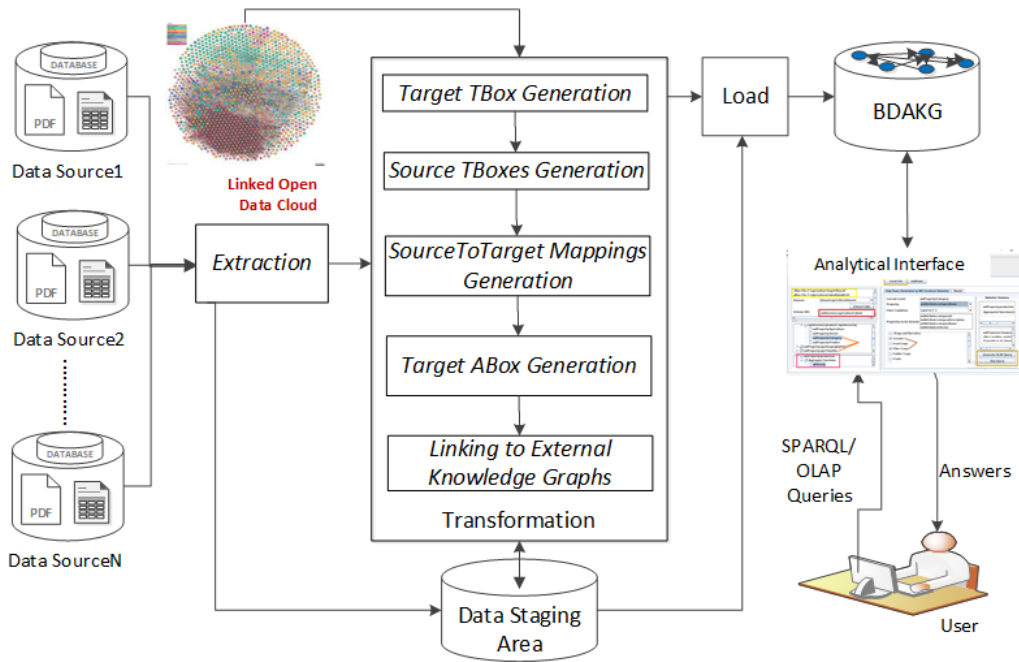 DATABASE
PDF
Data Source1
DATABASE
PDF
Data Source2
DATABASE
PDF
Data SourceN
Linked Open
Data Cloud
Extraction
Target TBox Generation
Source TBoxes Generation
SourceToTarget Mappings
Generation
Target ABox Generation
Linking to External
Knowledge Graphs
Transformation
Data Staging
Area
Load
BDAKG
Analytical Interface
SPARQL/
OLAP
Queries
Answers
User